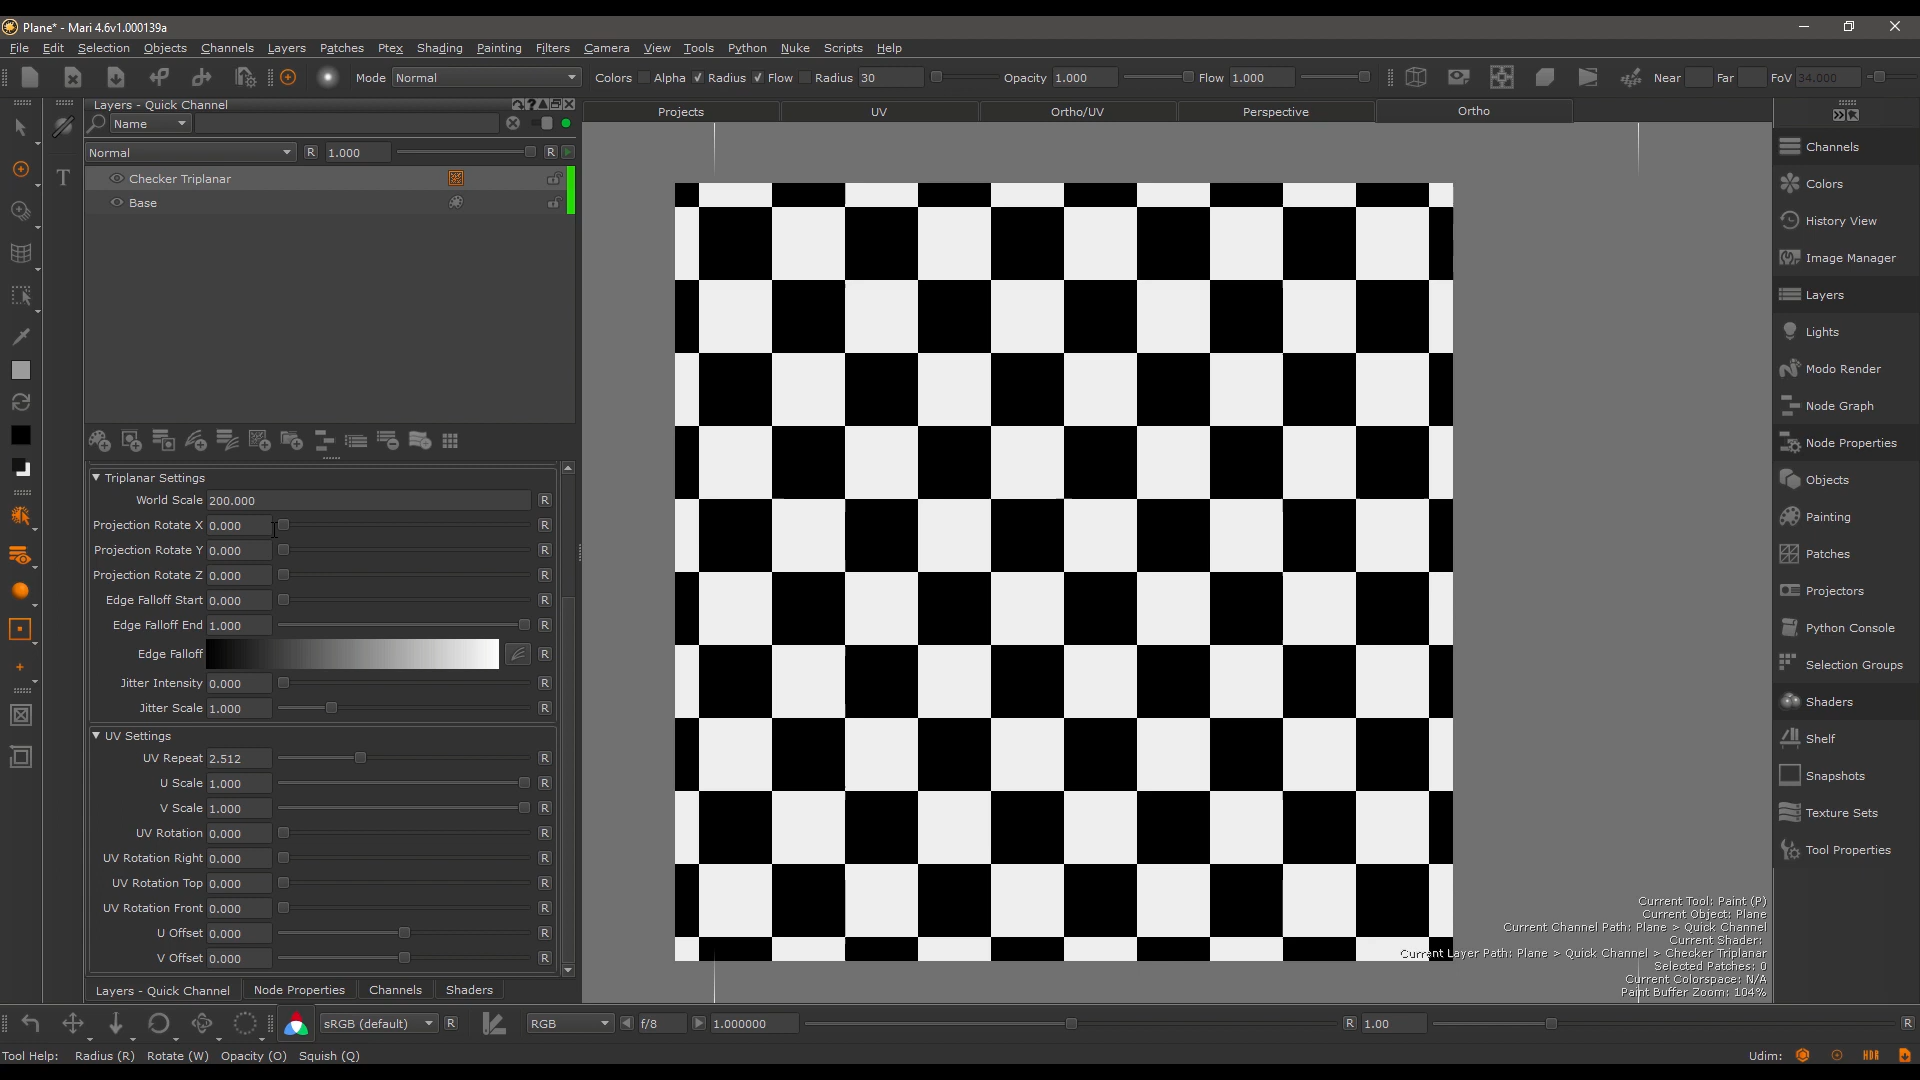 Plane* - Mari 4.6v1.000139a
File Edit Selection Objects Channels Layers Patches Ptex Shading Painting Filters Camera View Tools Python Nuke Scripts Help
Mode Normal Colors Alpha Radius Flow Radius 30 Opacity 1.000 Flow 1.000 Near Far FoV 34.000
Layers - Quick Channel
Projects UV Ortho/UV Perspective Ortho
Name
Normal R 1.000 R
Checker Triplanar
Base
Triplanar Settings
World Scale 200.000 R
Projection Rotate X 0.000 R
Projection Rotate Y 0.000 R
Projection Rotate Z 0.000 R
Edge Falloff Start 0.000 R
Edge Falloff End 1.000 R
Edge Falloff R
Jitter Intensity 0.000 R
Jitter Scale 1.000 R
UV Settings
UV Repeat 2.512 R
U Scale 1.000 R
V Scale 1.000 R
UV Rotation 0.000 R
UV Rotation Right 0.000 R
UV Rotation Top 0.000 R
UV Rotation Front 0.000 R
U Offset 0.000 R
V Offset 0.000 R
Layers - Quick Channel Node Properties Channels Shaders
Channels
Colors
History View
Image Manager
Layers
Lights
Modo Render
Node Graph
Node Properties
Objects
Painting
Patches
Projectors
Python Console
Selection Groups
Shaders
Shelf
Snapshots
Texture Sets
Tool Properties
Current Tool: Paint (P)
Current Object: Plane
Current Channel Path: Plane > Quick Channel
Current Shader:
Current Layer Path: Plane > Quick Channel > Checker Triplanar
Selected Patches: 0
Current Colorspace: N/A
Paint Buffer Zoom: 104%
sRGB (default) R RGB f/8 1.000000 R 1.00 R
Tool Help: Radius (R) Rotate (W) Opacity (O) Squish (Q) Udim: HDR